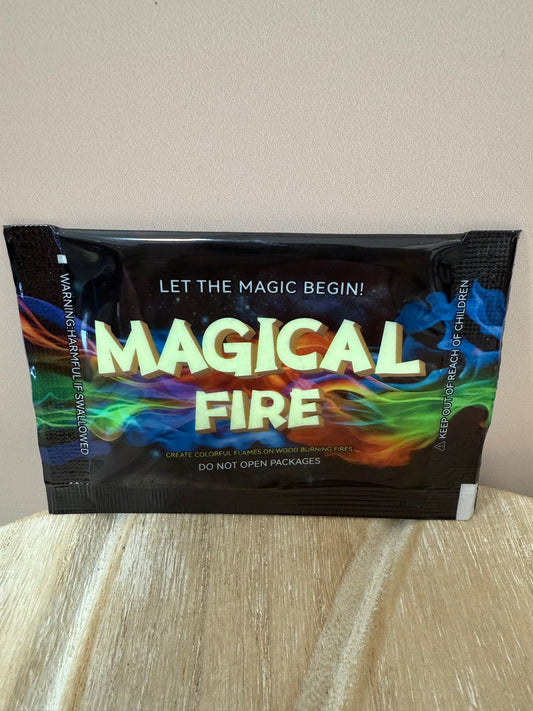 LET THE MAGIC BEGIN!
MAGICAL
FIRE
CREATE COLORFUL FLAMES ON WOOD BURNING FIRES
DO NOT OPEN PACKAGES
WARNING:HARMFUL IF SWALLOWED
⚠ KEEP OUT OF REACH OF CHILDREN